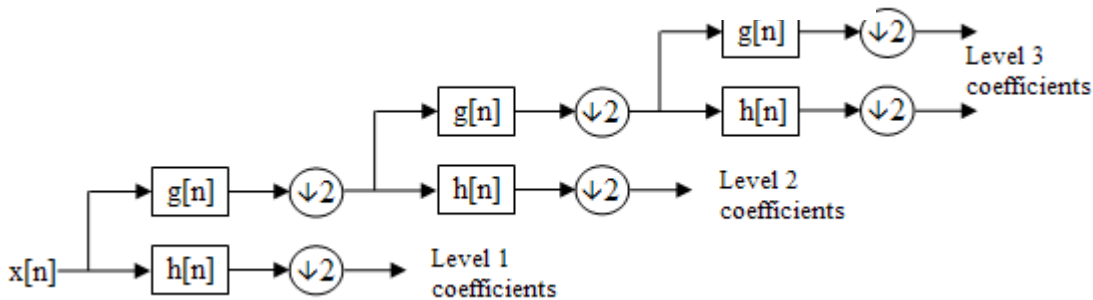 g[n] ↓2
Level 3
coefficients
g[n] ↓2 h[n] ↓2
g[n] ↓2 h[n] ↓2
Level 2
coefficients
x[n] h[n] ↓2
Level 1
coefficients